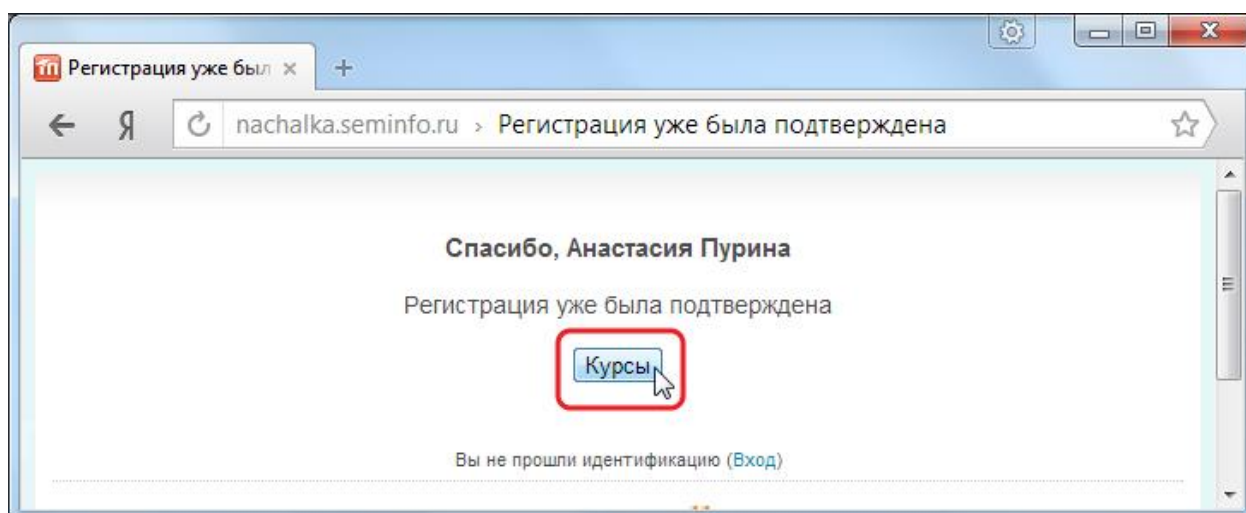 Регистрация уже был
Я nachalka.seminfo.ru › Регистрация уже была подтверждена
Спасибо, Анастасия Пурина
Регистрация уже была подтверждена
Курсы
Вы не прошли идентификацию (Вход)